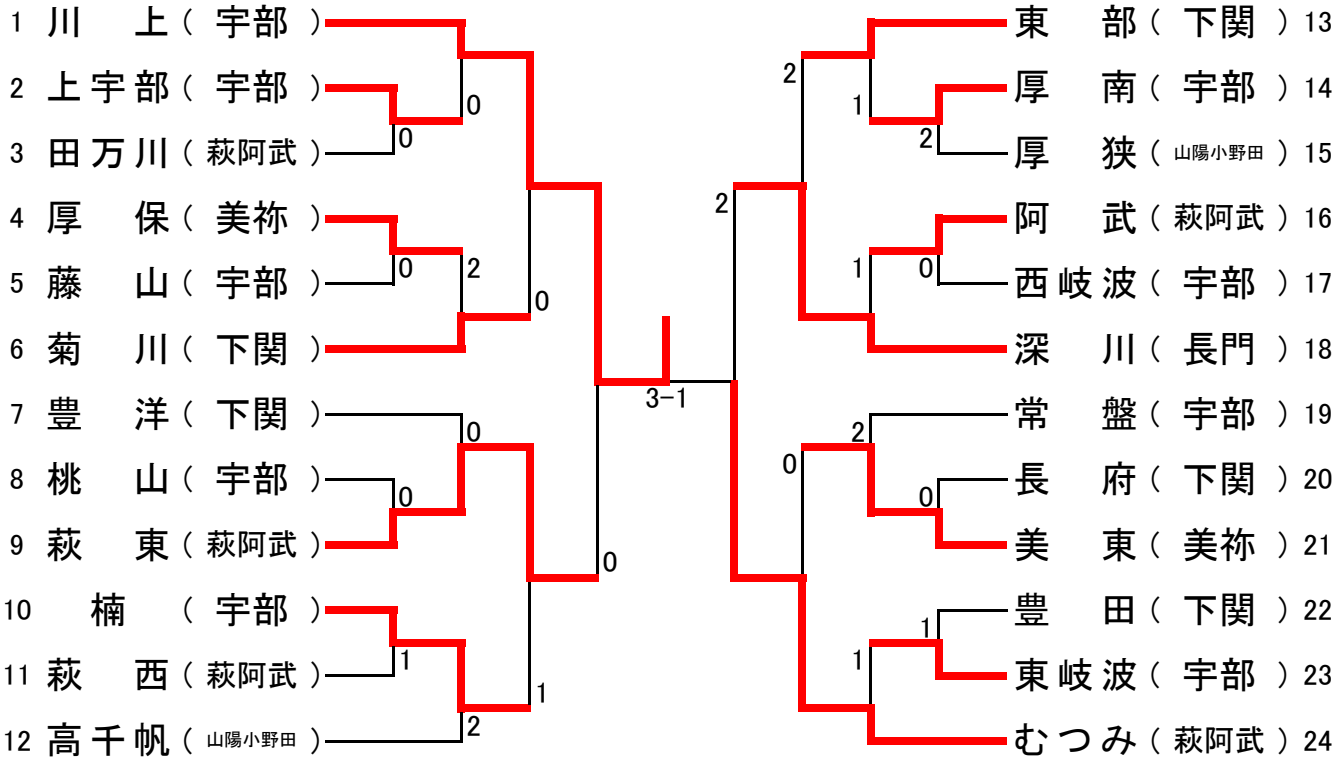 1 川 上 ( 宇部 )
2 上宇部 ( 宇部 )
3 田万川 ( 萩阿武 )
4 厚 保 ( 美祢 )
5 藤 山 ( 宇部 )
6 菊 川 ( 下関 )
7 豊 洋 ( 下関 )
8 桃 山 ( 宇部 )
9 萩 東 ( 萩阿武 )
10 楠 ( 宇部 )
11 萩 西 ( 萩阿武 )
12 高千帆 ( 山陽小野田 )
0
0
0
2
0
0
0
1
2
1
0
3-1
2
2
0
1
2
1
0
2
0
1
1
東 部 ( 下関 ) 13
厚 南 ( 宇部 ) 14
厚 狭 ( 山陽小野田 ) 15
阿 武 ( 萩阿武 ) 16
西岐波 ( 宇部 ) 17
深 川 ( 長門 ) 18
常 盤 ( 宇部 ) 19
長 府 ( 下関 ) 20
美 東 ( 美祢 ) 21
豊 田 ( 下関 ) 22
東岐波 ( 宇部 ) 23
むつみ ( 萩阿武 ) 24